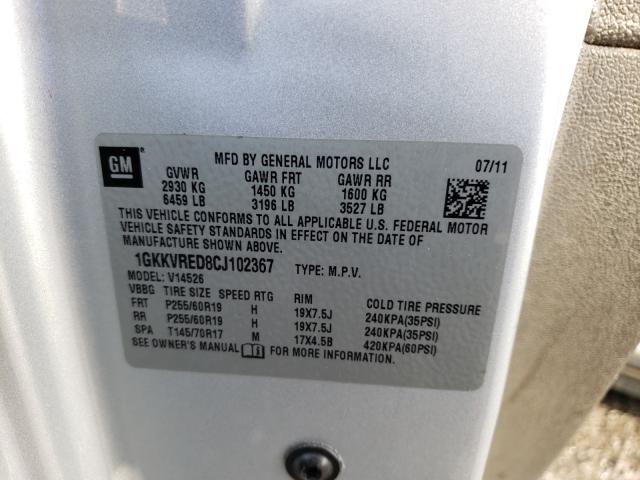 GM
MFD BY GENERAL MOTORS LLC 07/11
GVWR GAWR FRT GAWR RR
2930 KG 1450 KG 1600 KG
6459 LB 3196 LB 3527 LB
THIS VEHICLE CONFORMS TO ALL APPLICABLE U.S. FEDERAL MOTOR
VEHICLE SAFETY STANDARDS IN EFFECT ON THE DATE OF
MANUFACTURE SHOWN ABOVE.
1GKKVRED8CJ102367 TYPE: M.P.V.
MODEL: V14526
VBBG TIRE SIZE SPEED RTG RIM COLD TIRE PRESSURE
FRT P255/60R19 H 19X7.5J 240KPA(35PSI)
RR P255/60R19 H 19X7.5J 240KPA(35PSI)
SPA T145/70R17 M 17X4.5B 420KPA(60PSI)
SEE OWNER'S MANUAL FOR MORE INFORMATION.